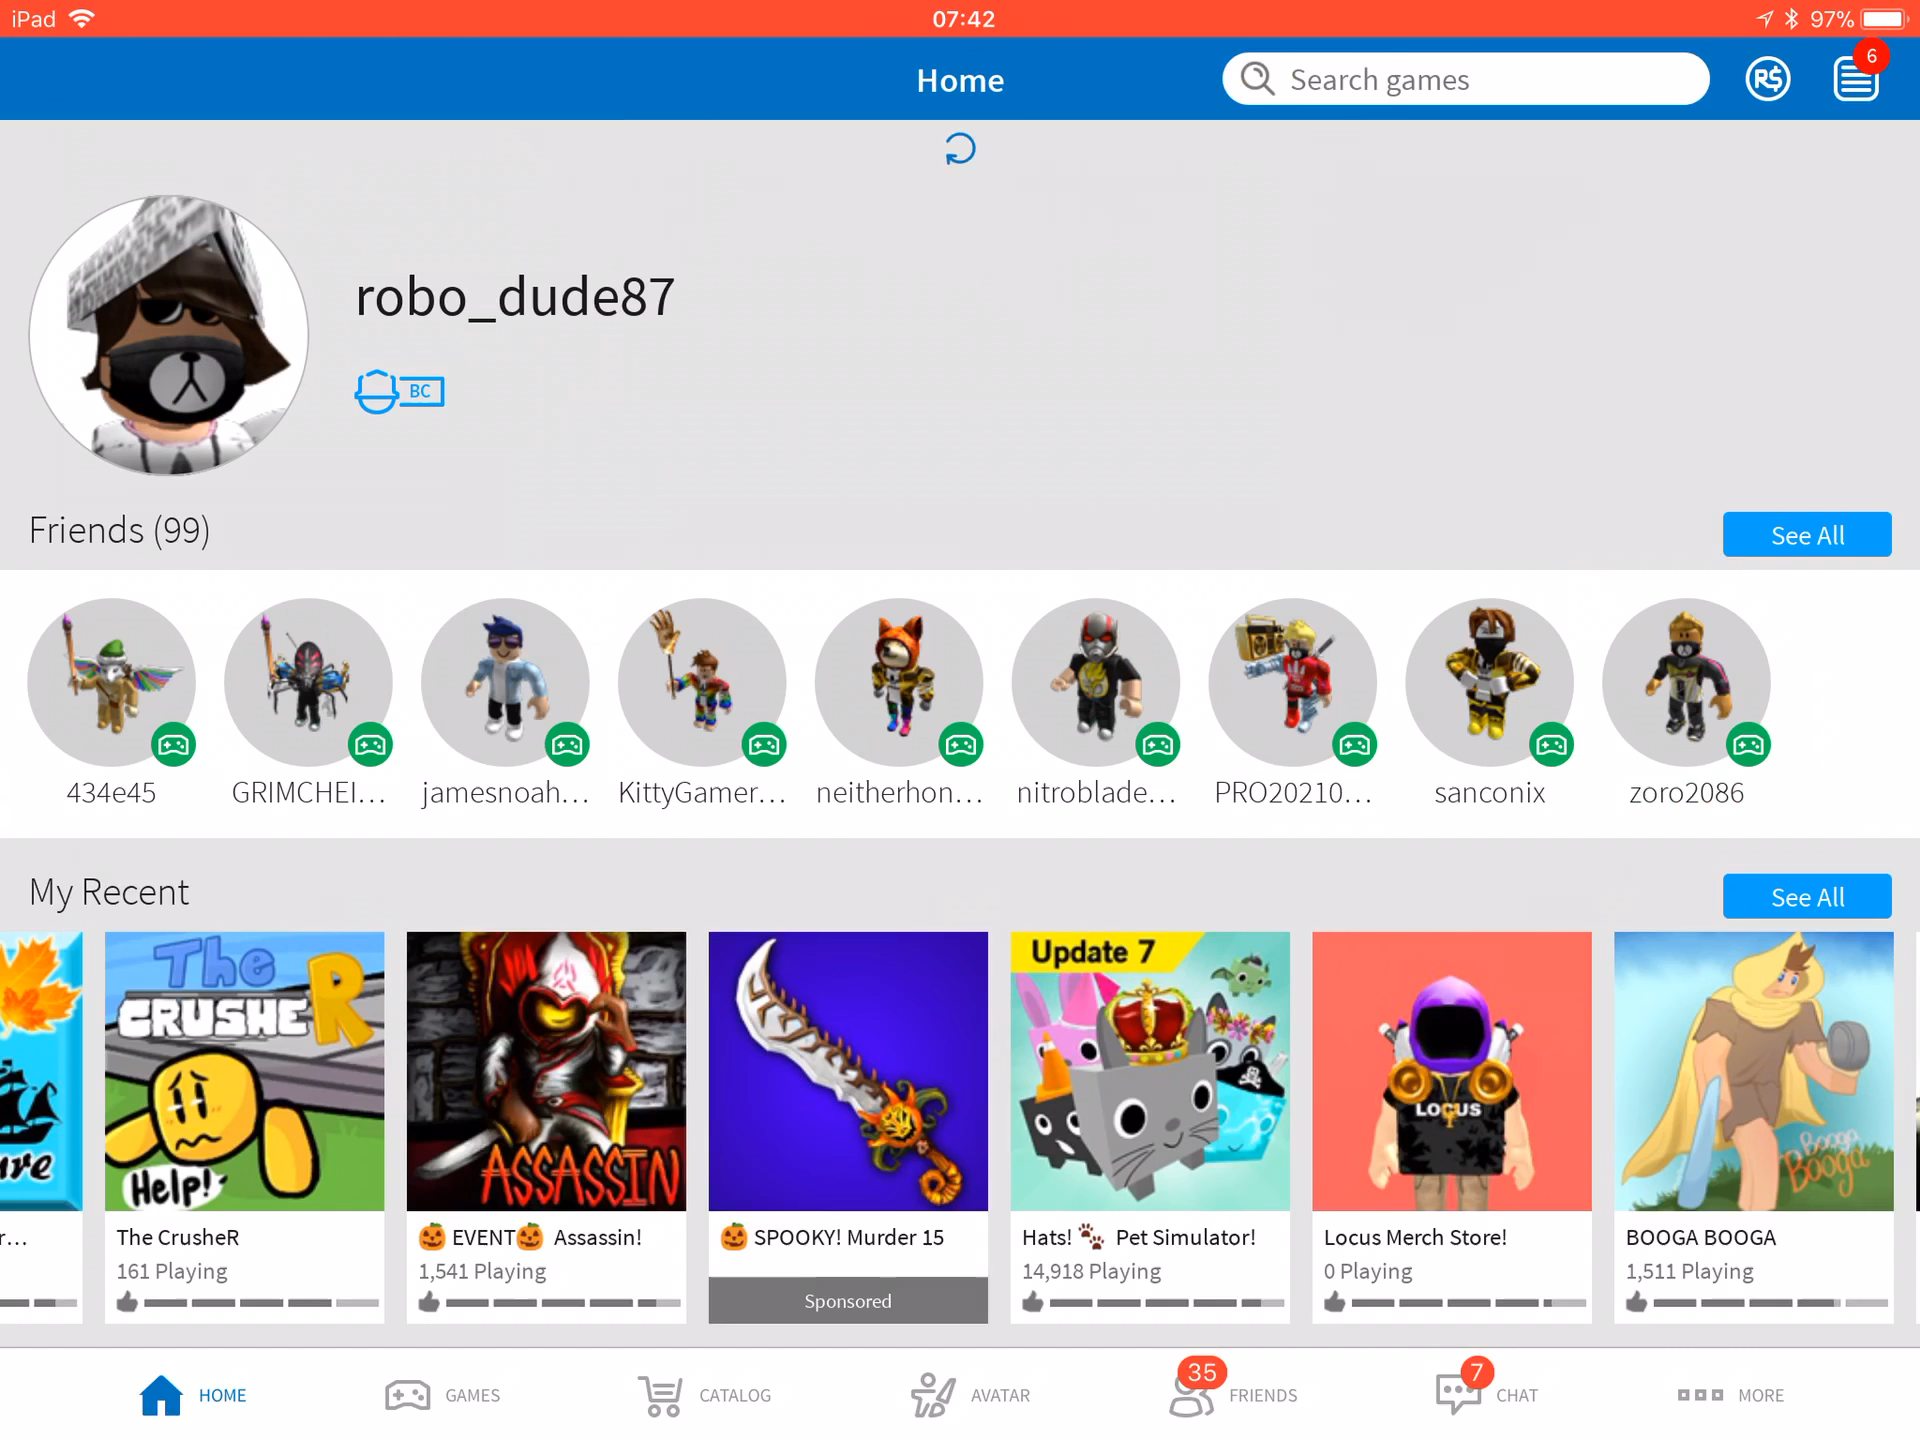 iPad 07:42 97%
Home
Search games
R$
6
robo_dude87
BC
Friends (99)
See All
434e45 GRIMCHEI... jamesnoah... KittyGamer... neitherhon... nitroblade... PRO20210... sanconix zoro2086
My Recent
See All
The
CRUSHER
Help!
ASSASSIN
Update 7
LOCUS
Booga
Booga
r...
The CrusheR
161 Playing
🎃 EVENT🎃 Assassin!
1,541 Playing
🎃 SPOOKY! Murder 15
Sponsored
Hats! 🐾 Pet Simulator!
14,918 Playing
Locus Merch Store!
0 Playing
BOOGA BOOGA
1,511 Playing
HOME GAMES CATALOG AVATAR 35 FRIENDS 7 CHAT MORE